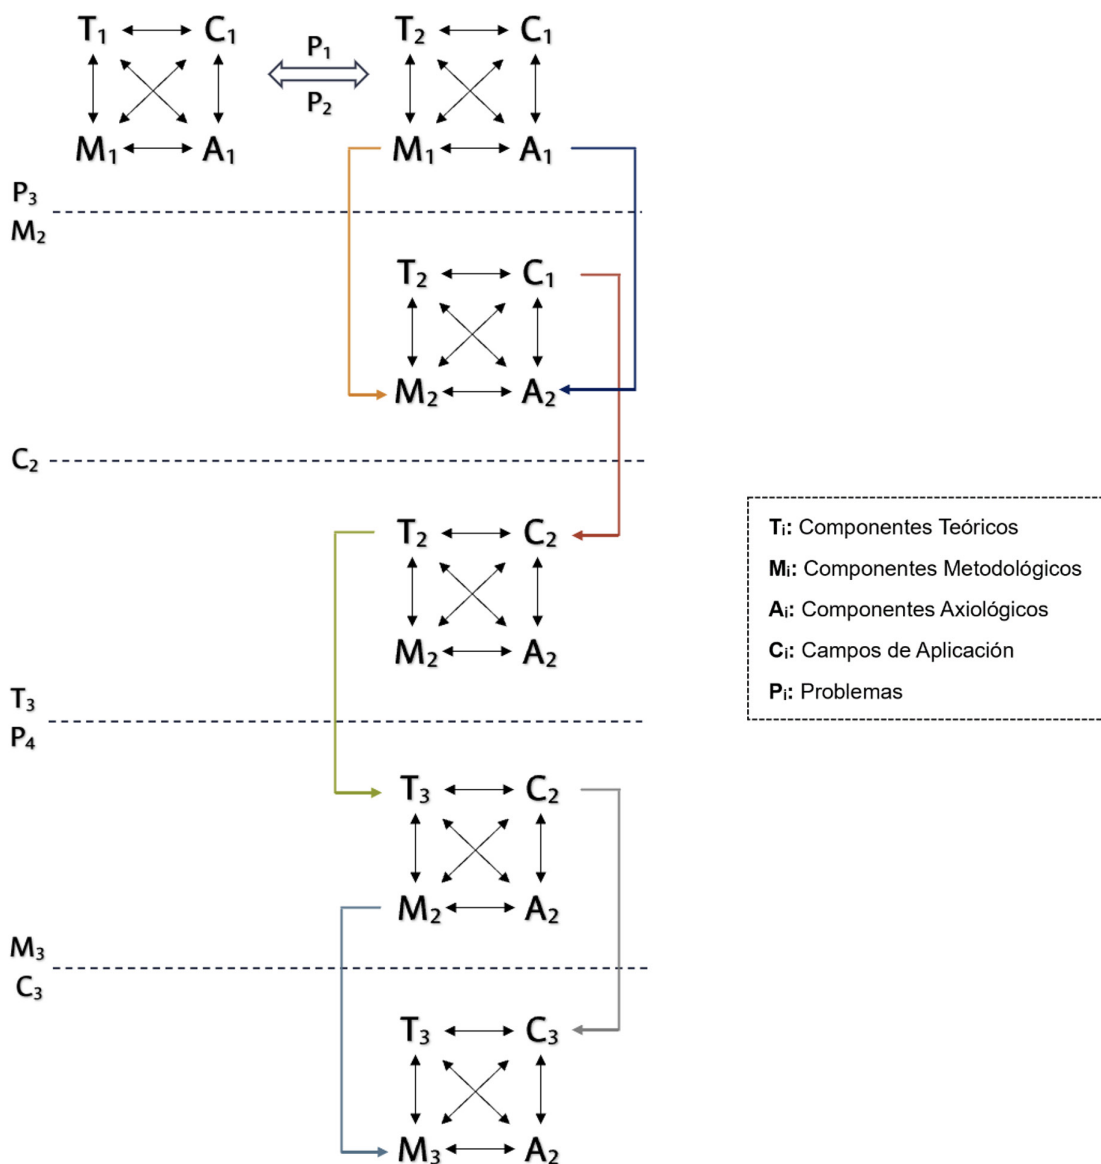 T₁ C₁ T₂ C₁
P₁
P₂
M₁ A₁ M₁ A₁
P₃
M₂
T₂ C₁
M₂ A₂
C₂
T₂ C₂
M₂ A₂
T₃
P₄
T₃ C₂
M₂ A₂
M₃
C₃
T₃ C₃
M₃ A₂
Tᵢ: Componentes Teóricos
Mᵢ: Componentes Metodológicos
Aᵢ: Componentes Axiológicos
Cᵢ: Campos de Aplicación
Pᵢ: Problemas